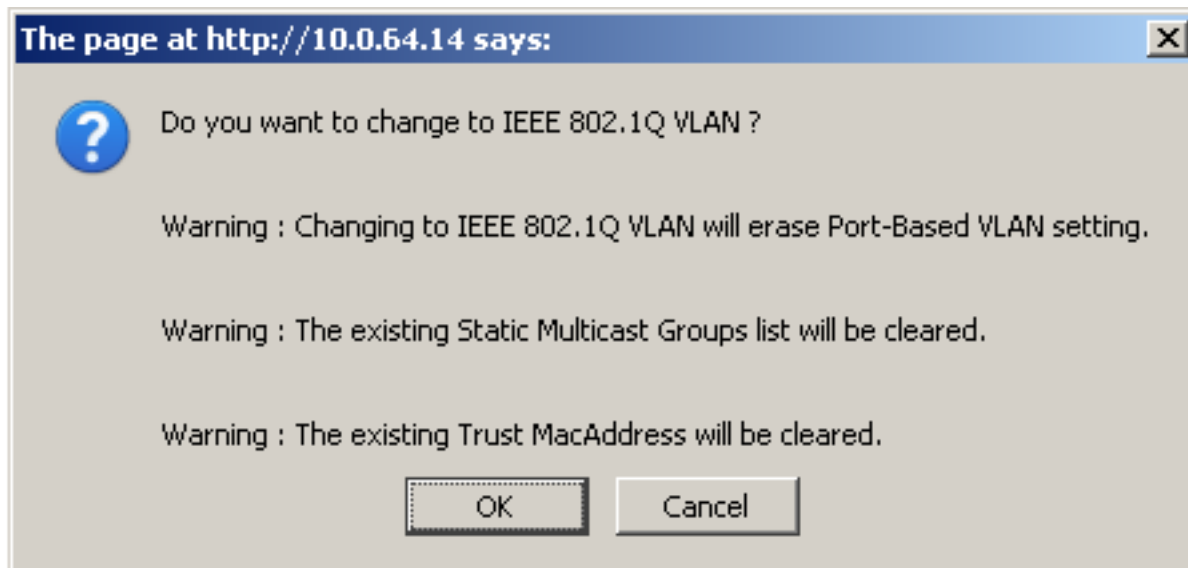 The page at http://10.0.64.14 says:
Do you want to change to IEEE 802.1Q VLAN ?
Warning : Changing to IEEE 802.1Q VLAN will erase Port-Based VLAN setting.
Warning : The existing Static Multicast Groups list will be cleared.
Warning : The existing Trust MacAddress will be cleared.
OK
Cancel